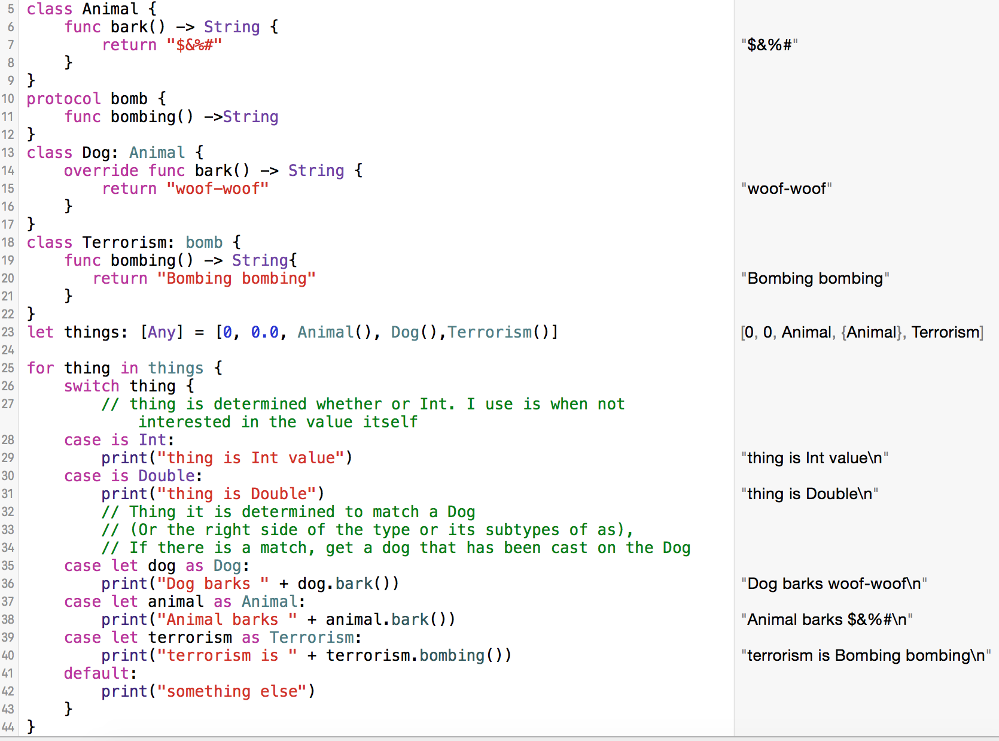 5 class Animal {
6 func bark() -> String {
7 return "$&%#" "$&%#"
8 }
9 }
10 protocol bomb {
11 func bombing() ->String
12 }
13 class Dog: Animal {
14 override func bark() -> String {
15 return "woof-woof" "woof-woof"
16 }
17 }
18 class Terrorism: bomb {
19 func bombing() -> String{
20 return "Bombing bombing" "Bombing bombing"
21 }
22 }
23 let things: [Any] = [0, 0.0, Animal(), Dog(),Terrorism()] [0, 0, Animal, {Animal}, Terrorism]
24
25 for thing in things {
26 switch thing {
27 // thing is determined whether or Int. I use is when not
interested in the value itself
28 case is Int:
29 print("thing is Int value") "thing is Int value\n"
30 case is Double:
31 print("thing is Double") "thing is Double\n"
32 // Thing it is determined to match a Dog
33 // (Or the right side of the type or its subtypes of as),
34 // If there is a match, get a dog that has been cast on the Dog
35 case let dog as Dog:
36 print("Dog barks " + dog.bark()) "Dog barks woof-woof\n"
37 case let animal as Animal:
38 print("Animal barks " + animal.bark()) "Animal barks $&%#\n"
39 case let terrorism as Terrorism:
40 print("terrorism is " + terrorism.bombing()) "terrorism is Bombing bombing\n"
41 default:
42 print("something else")
43 }
44 }